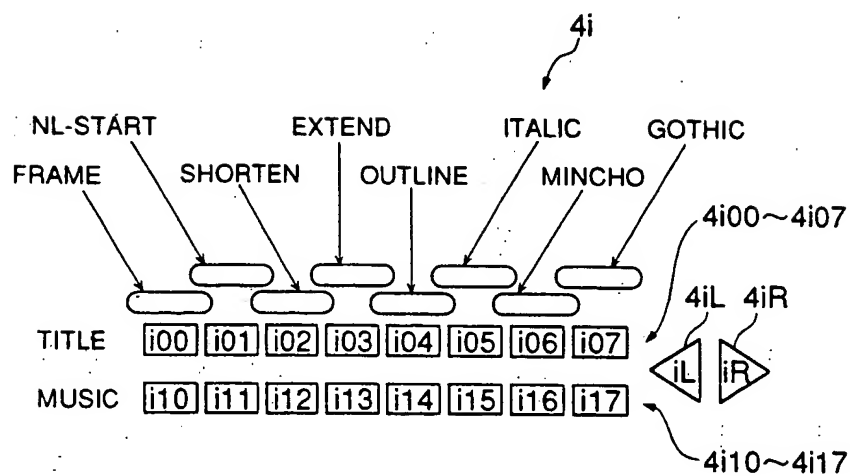 4i
NL-START EXTEND ITALIC GOTHIC
FRAME SHORTEN OUTLINE MINCHO
4i00~4i07
4iL 4iR
TITLE i00 i01 i02 i03 i04 i05 i06 i07
iL iR
MUSIC i10 i11 i12 i13 i14 i15 i16 i17
4i10~4i17